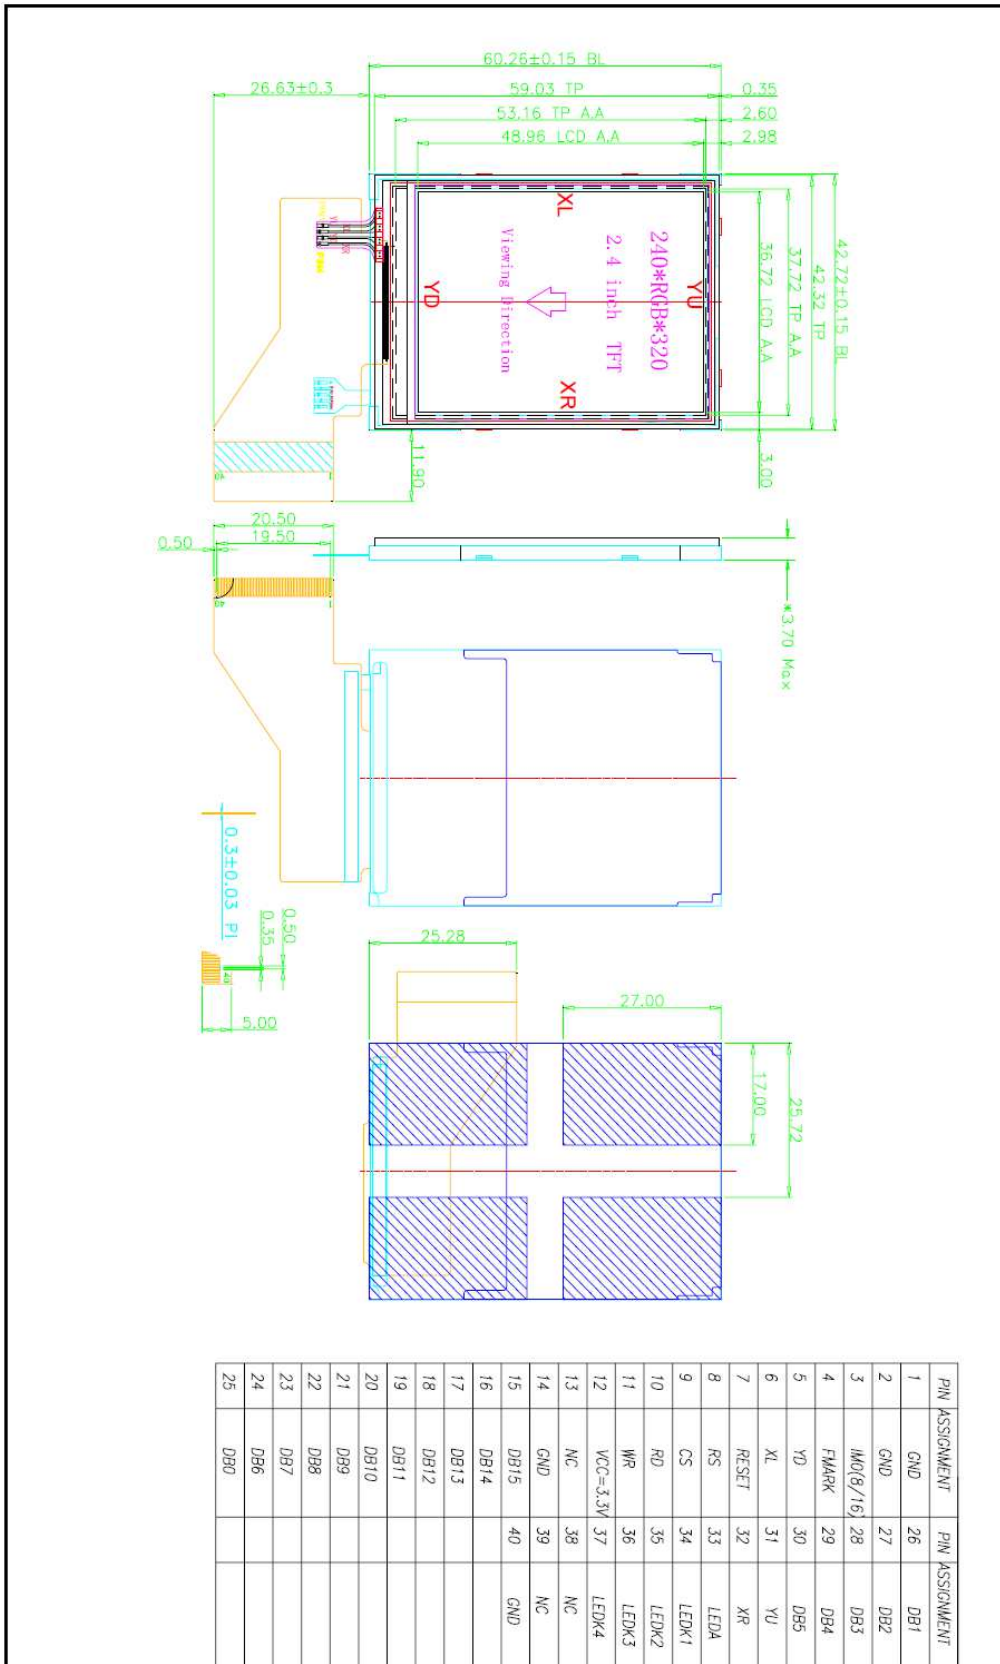 60.26±0.15 BL
26.63±0.3
59.03 TP
0.35
53.16 TP A.A
2.60
48.96 LCD A.A
2.98
42.72±0.15 BL
42.32 TP
37.72 TP A.A
36.72 LCD A.A
XL
YU
YD
XR
240*RGB*320
2.4 inch TFT
Viewing Direction
3.00
11.90
20.50
19.50
0.50
*3.70 Max
0.3±0.03 PI
0.50
0.35
5.00
25.28
27.00
17.00
25.72
PIN ASSIGNMENT PIN ASSIGNMENT
1 GND 26 DB1
2 GND 27 DB2
3 IM0(8/16) 28 DB3
4 FMARK 29 DB4
5 YD 30 DB5
6 XL 31 YU
7 RESET 32 XR
8 RS 33 LEDA
9 CS 34 LEDK1
10 RD 35 LEDK2
11 WR 36 LEDK3
12 VCC=3.3V 37 LEDK4
13 NC 38 NC
14 GND 39 NC
15 DB15 40 GND
16 DB14
17 DB13
18 DB12
19 DB11
20 DB10
21 DB9
22 DB8
23 DB7
24 DB6
25 DB0